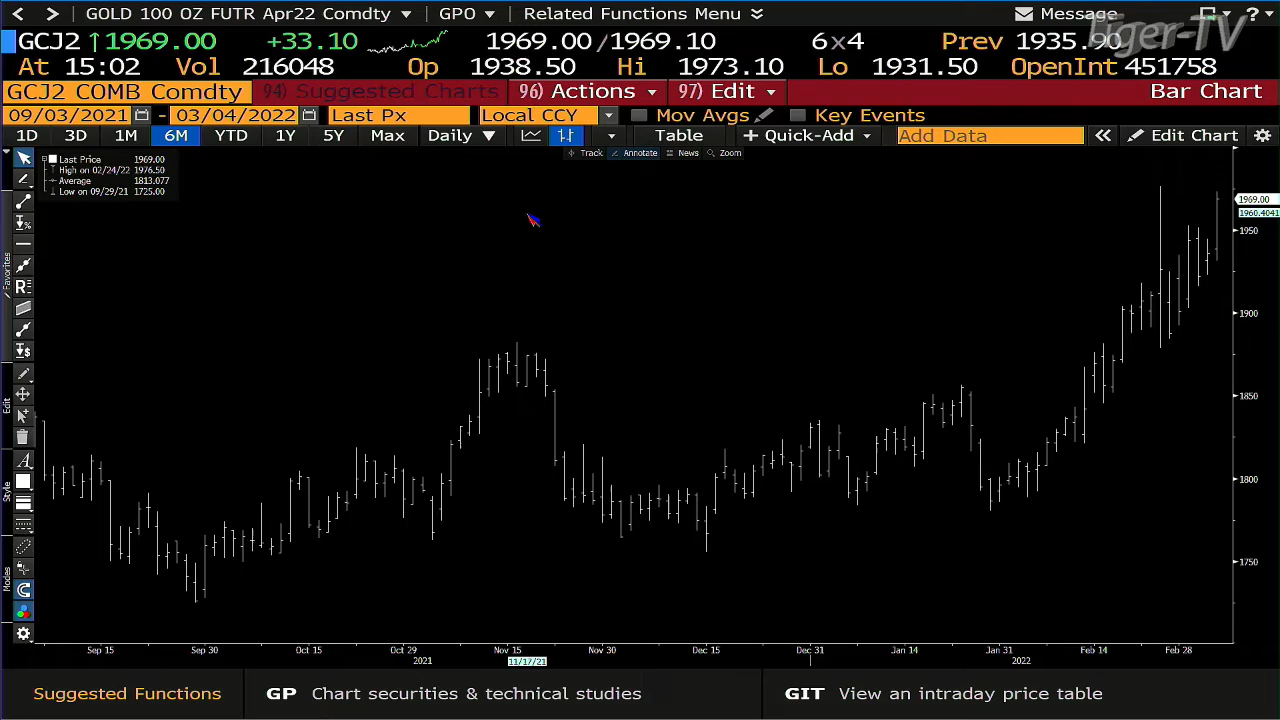 GOLD 100 OZ FUTR Apr22 Comdty GPO Related Functions Menu Message ?
GCJ2 ↑1969.00 +33.10 1969.00/1969.10 6x4 Prev 1935.90 Tiger-TV
At 15:02 Vol 216048 Op 1938.50 Hi 1973.10 Lo 1931.50 OpenInt 451758
GCJ2 COMB Comdty 94) Suggested Charts 96) Actions 97) Edit Bar Chart
09/03/2021 - 03/04/2022 Last Px Local CCY Mov Avgs Key Events
1D 3D 1M 6M YTD 1Y 5Y Max Daily ▼ Table + Quick-Add Add Data « Edit Chart
Track Annotate News Zoom
Last Price 1969.00
High on 02/24/22 1976.50
Average 1813.077
Low on 09/29/21 1725.00
1969.00
1960.4041
1950
1900
1850
1800
1750
Favorites
Edit
Style
Modes
Sep 15 Sep 30 Oct 15 Oct 29 Nov 15 Nov 30 Dec 15 Dec 31 Jan 14 Jan 31 Feb 14 Feb 28
2021 11/17/21 2022
Suggested Functions GP Chart securities & technical studies GIT View an intraday price table